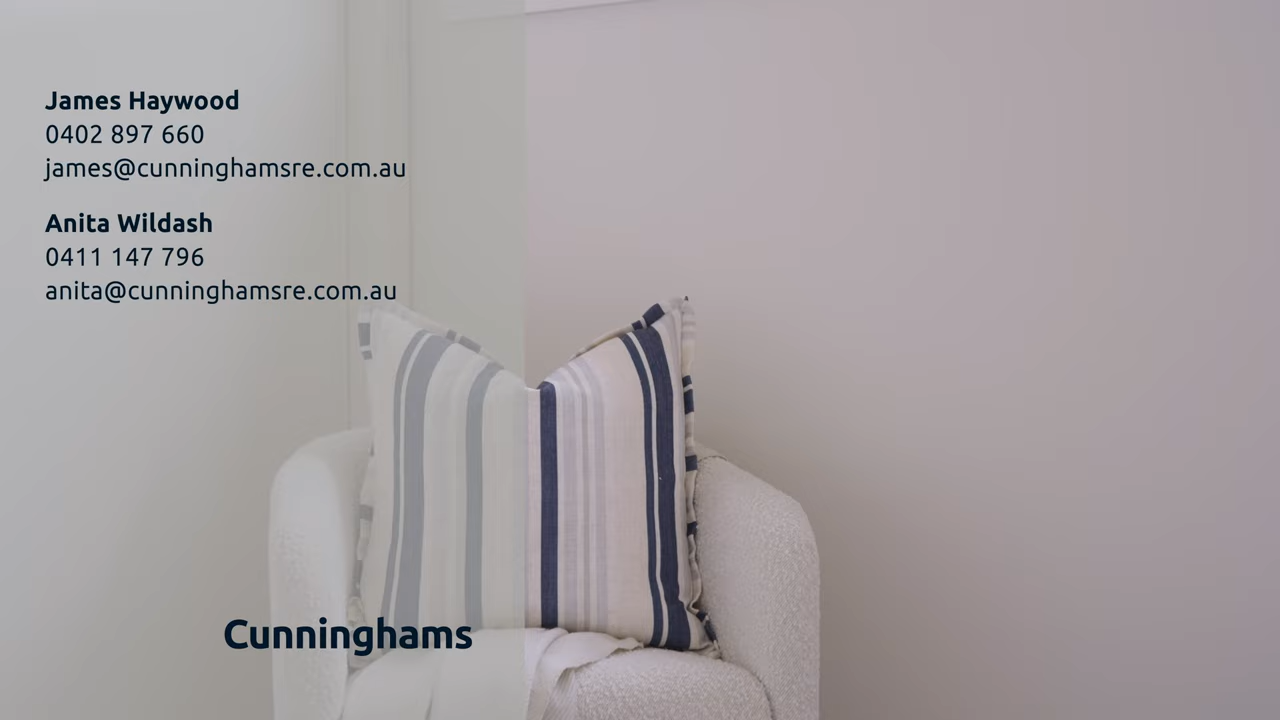 James Haywood
0402 897 660
james@cunninghamsre.com.au
Anita Wildash
0411 147 796
anita@cunninghamsre.com.au
Cunninghams